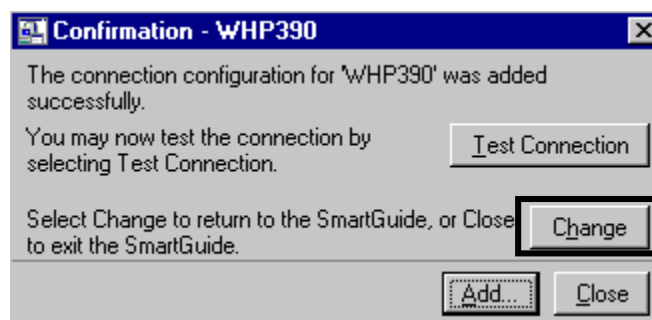 Confirmation - WHP390
The connection configuration for 'WHP390' was added
successfully.
You may now test the connection by
selecting Test Connection.
Test Connection
Select Change to return to the SmartGuide, or Close
to exit the SmartGuide.
Change
Add...
Close